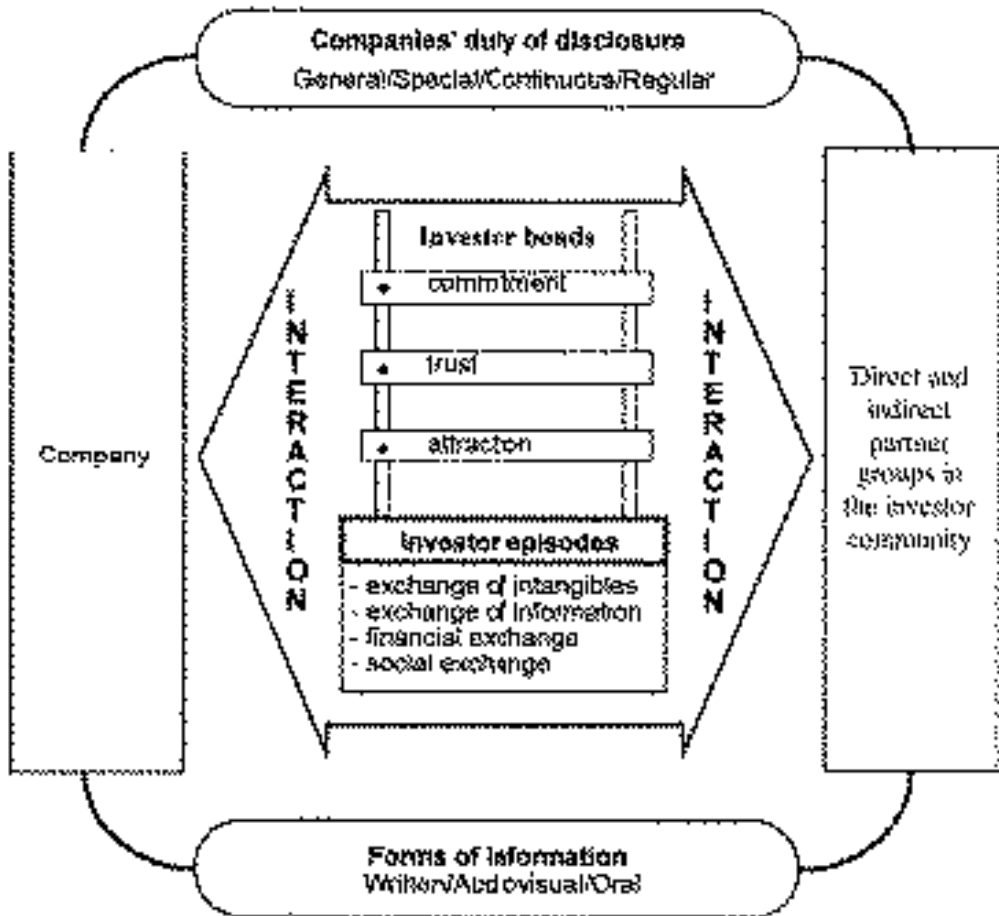 Companies' duty of disclosure
General/Special/Continuous/Regular
Investor bonds
commitment
trust
attraction
INTERACTION
INTERACTION
Company
Direct and
indirect
partner
groups in
the investor
community
Investor episodes
- exchange of intangibles
- exchange of information
- financial exchange
- social exchange
Forms of information
Written/Audovisual/Oral